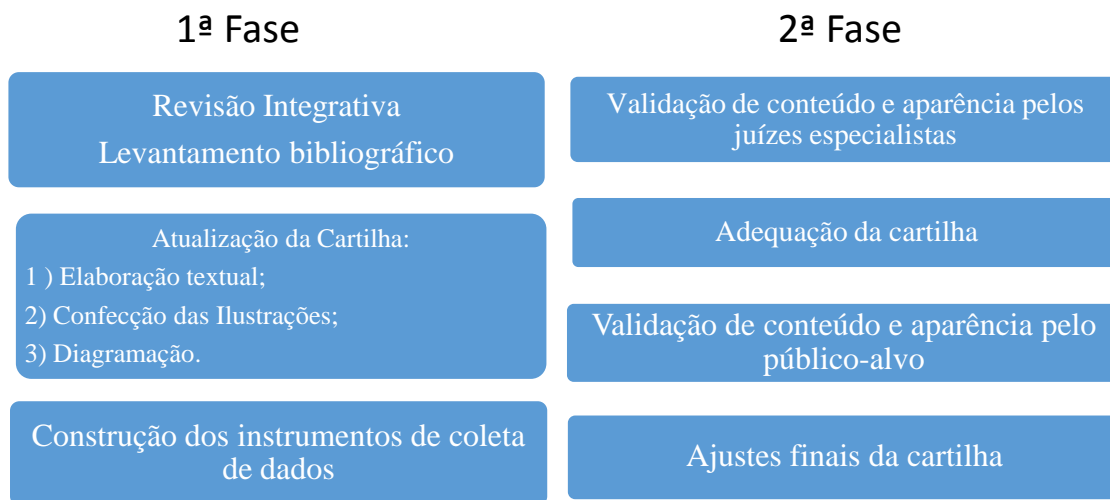 1ª Fase
Revisão Integrativa
Levantamento bibliográfico
Atualização da Cartilha:
1 ) Elaboração textual;
2) Confecção das Ilustrações;
3) Diagramação.
Construção dos instrumentos de coleta
de dados
2ª Fase
Validação de conteúdo e aparência pelos
juízes especialistas
Adequação da cartilha
Validação de conteúdo e aparência pelo
público-alvo
Ajustes finais da cartilha